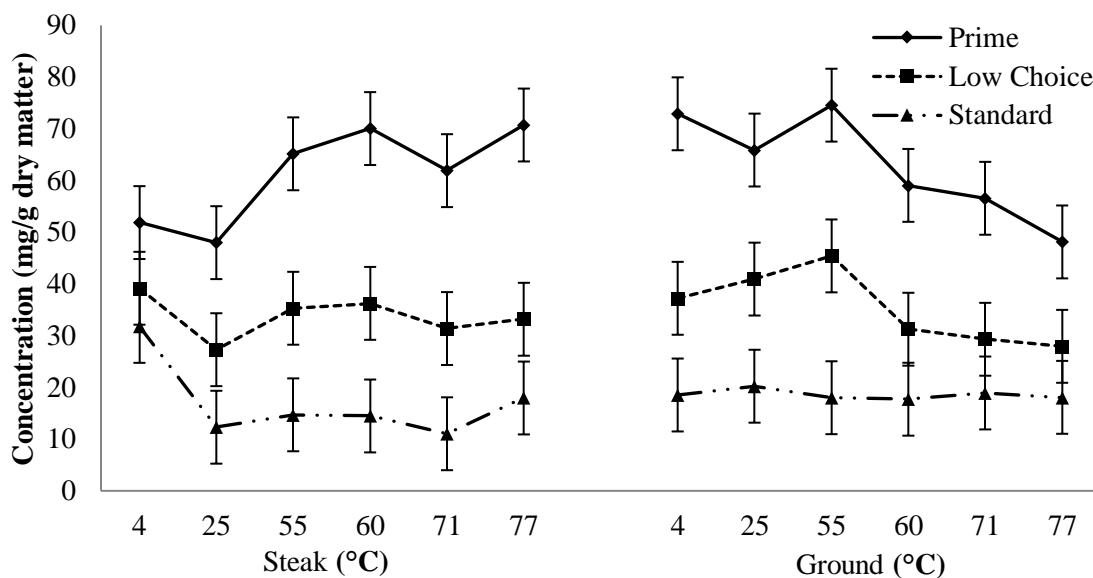 Concentration (mg/g dry matter)
90
80
70
60
50
40
30
20
10
0
Prime
Low Choice
Standard
4 25 55 60 71 77 4 25 55 60 71 77
Steak (°C) Ground (°C)